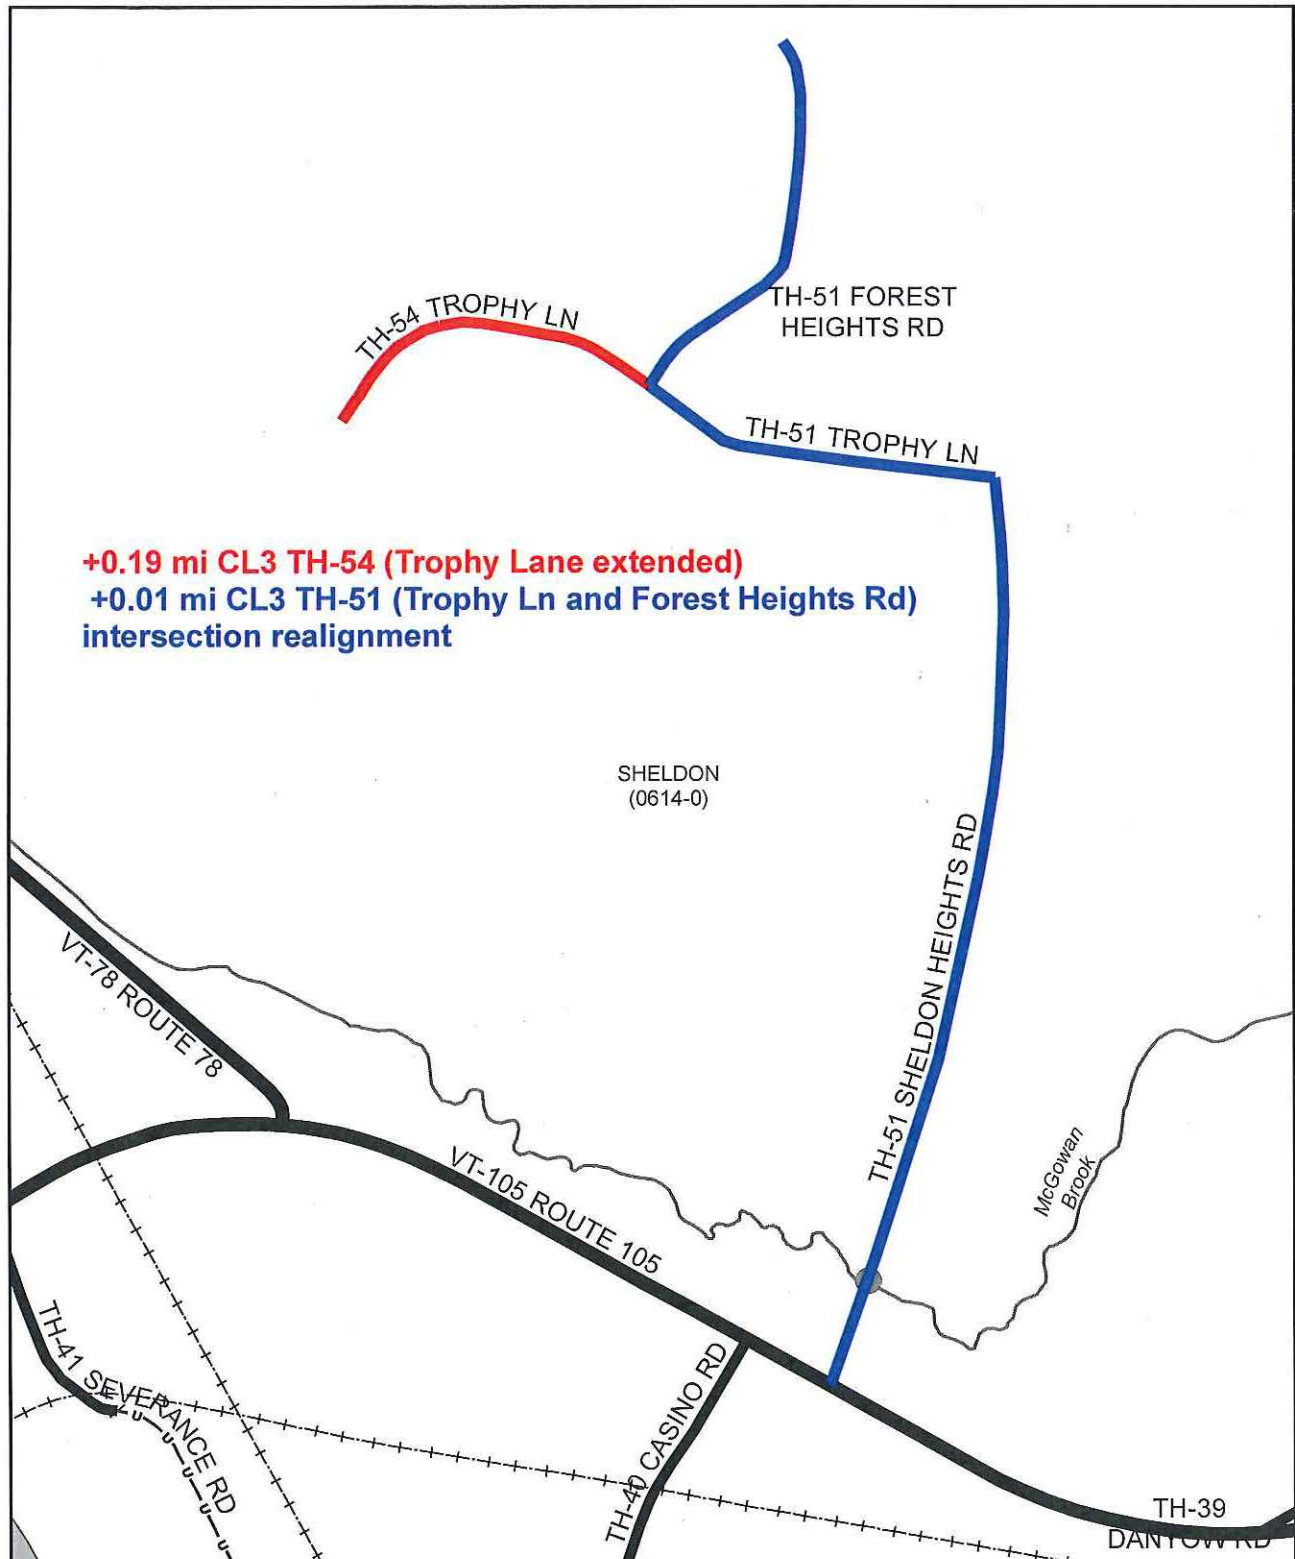 TH-54 TROPHY LN
TH-51 FOREST
HEIGHTS RD
TH-51 TROPHY LN
+0.19 mi CL3 TH-54 (Trophy Lane extended)
+0.01 mi CL3 TH-51 (Trophy Ln and Forest Heights Rd)
intersection realignment
SHELDON
(0614-0)
TH-51 SHELDON HEIGHTS RD
VT-78 ROUTE 78
VT-105 ROUTE 105
McGowan
Brook
TH-41 SEVERANCE RD
TH-40 CASINO RD
TH-39
DANYOW RD